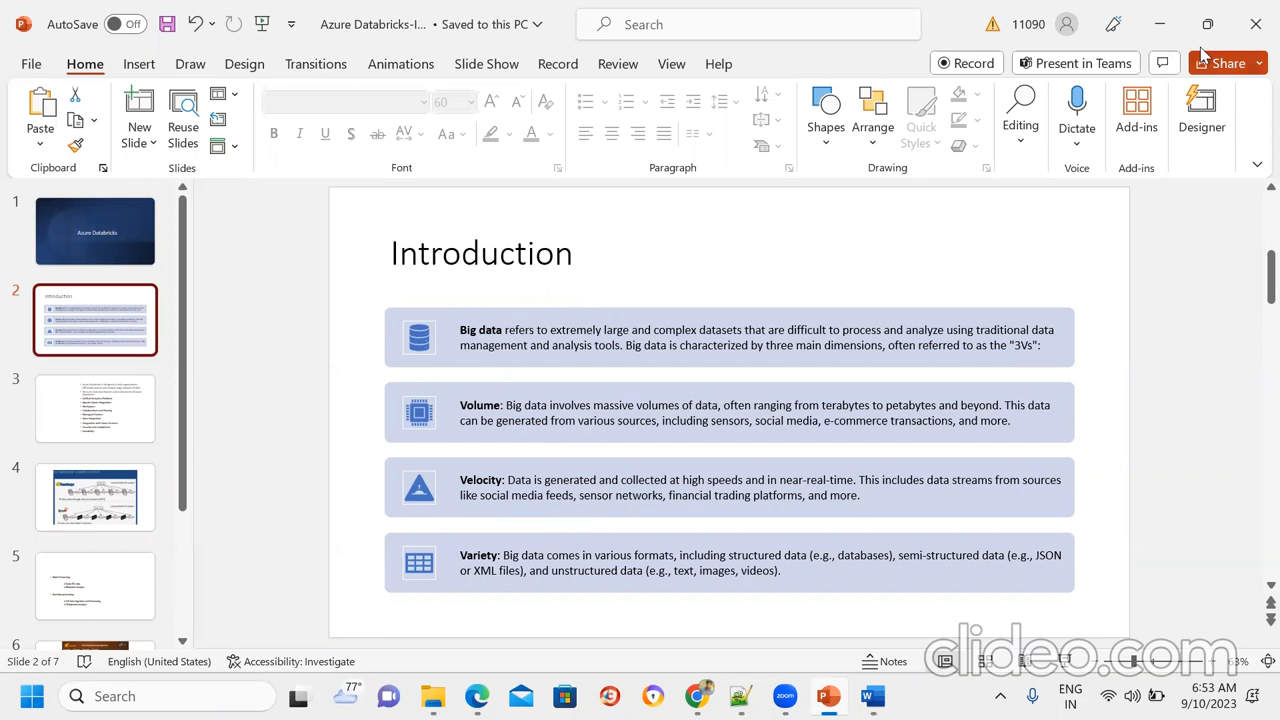 AutoSave Off Azure Databricks-I... • Saved to this PC Search 11090
File Home Insert Draw Design Transitions Animations Slide Show Record Review View Help Record Present in Teams Share
Paste New Slide Reuse Slides 60 Shapes Arrange Quick Styles Editing Dictate Add-ins Designer
Clipboard Slides Font Paragraph Drawing Voice Add-ins
1
Azure Databricks
2
Introduction
3
4
5
6
Introduction
Big data refers to extremely large and complex datasets that are difficult to process and analyze using traditional data
management and analysis tools. Big data is characterized by three main dimensions, often referred to as the "3Vs":
Volume: Big data involves massive volumes of data, often ranging from terabytes to petabytes and beyond. This data
can be generated from various sources, including sensors, social media, e-commerce transactions, and more.
Velocity: Data is generated and collected at high speeds and in near real-time. This includes data streams from sources
like social media feeds, sensor networks, financial trading platforms, and more.
Variety: Big data comes in various formats, including structured data (e.g., databases), semi-structured data (e.g., JSON
or XML files), and unstructured data (e.g., text, images, videos).
Slide 2 of 7 English (United States) Accessibility: Investigate Notes 63%
clideo.com
Search 77° ENG
IN
6:53 AM
9/10/2023